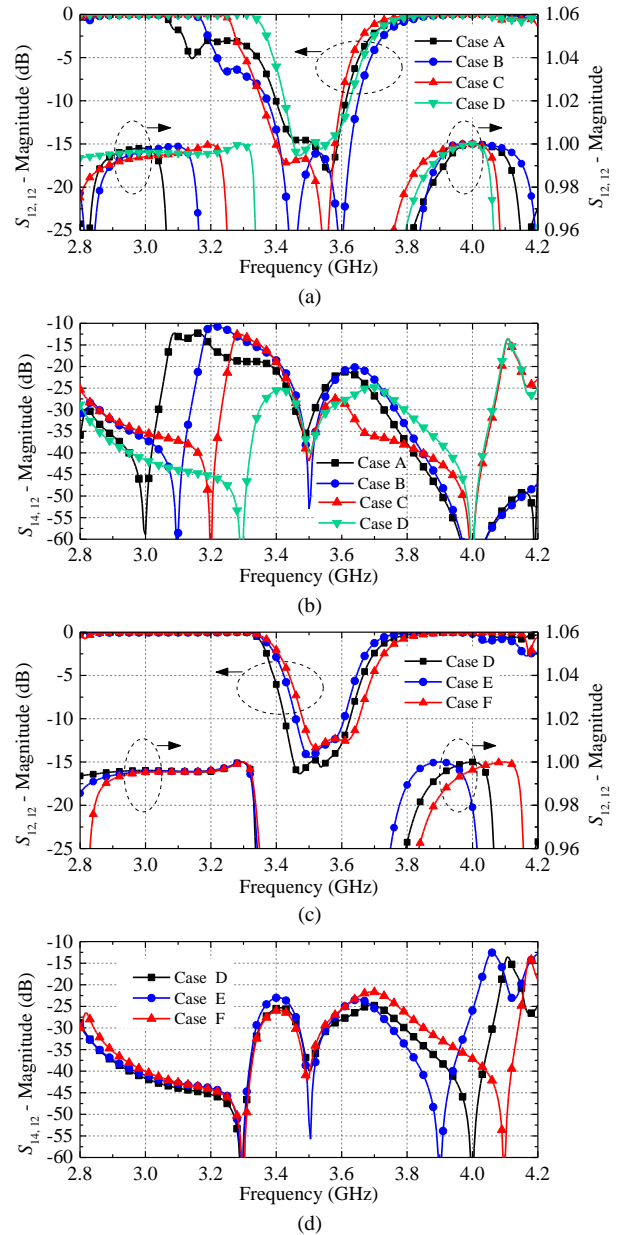 0
-5
-10
-15
-20
-25
1.06
1.04
1.02
1.00
0.98
0.96
2.8 3.0 3.2 3.4 3.6 3.8 4.0 4.2
Case A
Case B
Case C
Case D
S12, 12 - Magnitude (dB)
S12, 12 - Magnitude
Frequency (GHz)
(a)
-10
-15
-20
-25
-30
-35
-40
-45
-50
-55
-60
2.8 3.0 3.2 3.4 3.6 3.8 4.0 4.2
Case A
Case B
Case C
Case D
S14, 12 - Magnitude (dB)
Frequency (GHz)
(b)
0
-5
-10
-15
-20
-25
1.06
1.04
1.02
1.00
0.98
0.96
2.8 3.0 3.2 3.4 3.6 3.8 4.0 4.2
Case D
Case E
Case F
S12, 12 - Magnitude (dB)
S12, 12 - Magnitude
Frequency (GHz)
(c)
-10
-15
-20
-25
-30
-35
-40
-45
-50
-55
-60
2.8 3.0 3.2 3.4 3.6 3.8 4.0 4.2
Case D
Case E
Case F
S14, 12 - Magnitude (dB)
Frequency (GHz)
(d)